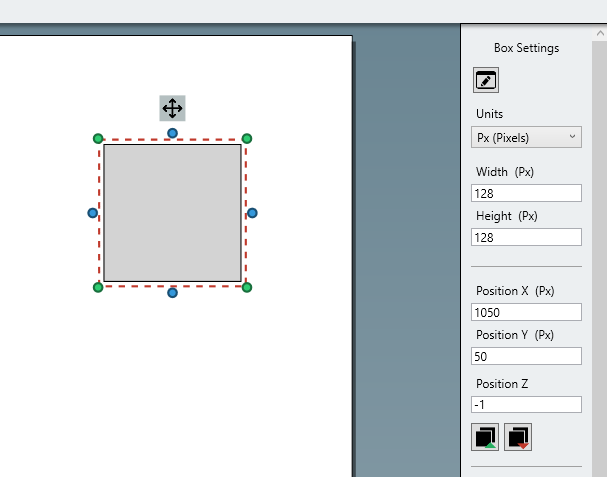 Box Settings
Units
Px (Pixels)
Width (Px)
128
Height (Px)
128
Position X (Px)
1050
Position Y (Px)
50
Position Z
-1